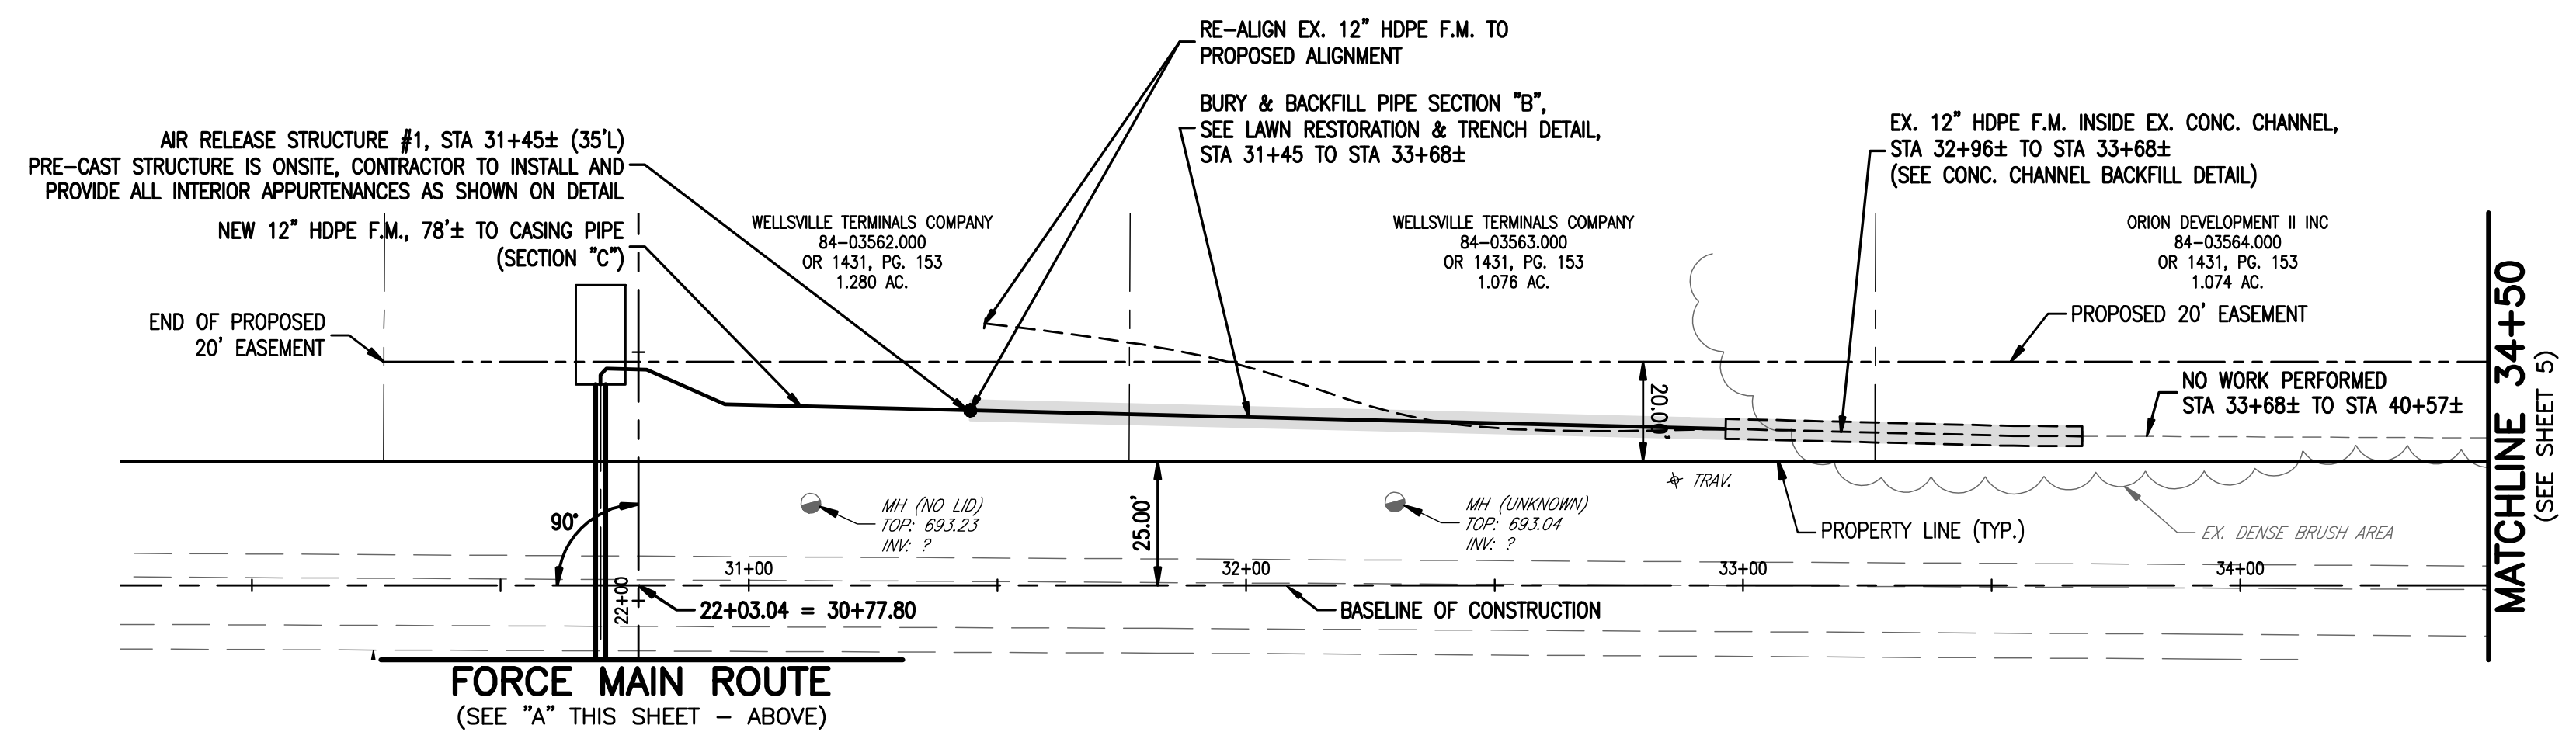 RE-ALIGN EX. 12" HDPE F.M. TO
PROPOSED ALIGNMENT
BURY & BACKFILL PIPE SECTION "B",
SEE LAWN RESTORATION & TRENCH DETAIL,
STA 31+45 TO STA 33+68±
EX. 12" HDPE F.M. INSIDE EX. CONC. CHANNEL,
STA 32+96± TO STA 33+68±
(SEE CONC. CHANNEL BACKFILL DETAIL)
AIR RELEASE STRUCTURE #1, STA 31+45± (35'L)
PRE-CAST STRUCTURE IS ONSITE, CONTRACTOR TO INSTALL AND
PROVIDE ALL INTERIOR APPURTENANCES AS SHOWN ON DETAIL
NEW 12" HDPE F.M., 78'± TO CASING PIPE
(SECTION "C")
WELLSVILLE TERMINALS COMPANY
84-03562.000
OR 1431, PG. 153
1.280 AC.
WELLSVILLE TERMINALS COMPANY
84-03563.000
OR 1431, PG. 153
1.076 AC.
ORION DEVELOPMENT II INC
84-03564.000
OR 1431, PG. 153
1.074 AC.
END OF PROPOSED
20' EASEMENT
PROPOSED 20' EASEMENT
NO WORK PERFORMED
STA 33+68± TO STA 40+57±
20.00'
MATCHLINE 34+50
(SEE SHEET 5)
90°
MH (NO LID)
TOP: 693.23
INV: ?
25.00'
MH (UNKNOWN)
TOP: 693.04
INV: ?
TRAV.
PROPERTY LINE (TYP.)
EX. DENSE BRUSH AREA
31+00
32+00
33+00
34+00
22+00
22+03.04 = 30+77.80
BASELINE OF CONSTRUCTION
FORCE MAIN ROUTE
(SEE "A" THIS SHEET - ABOVE)